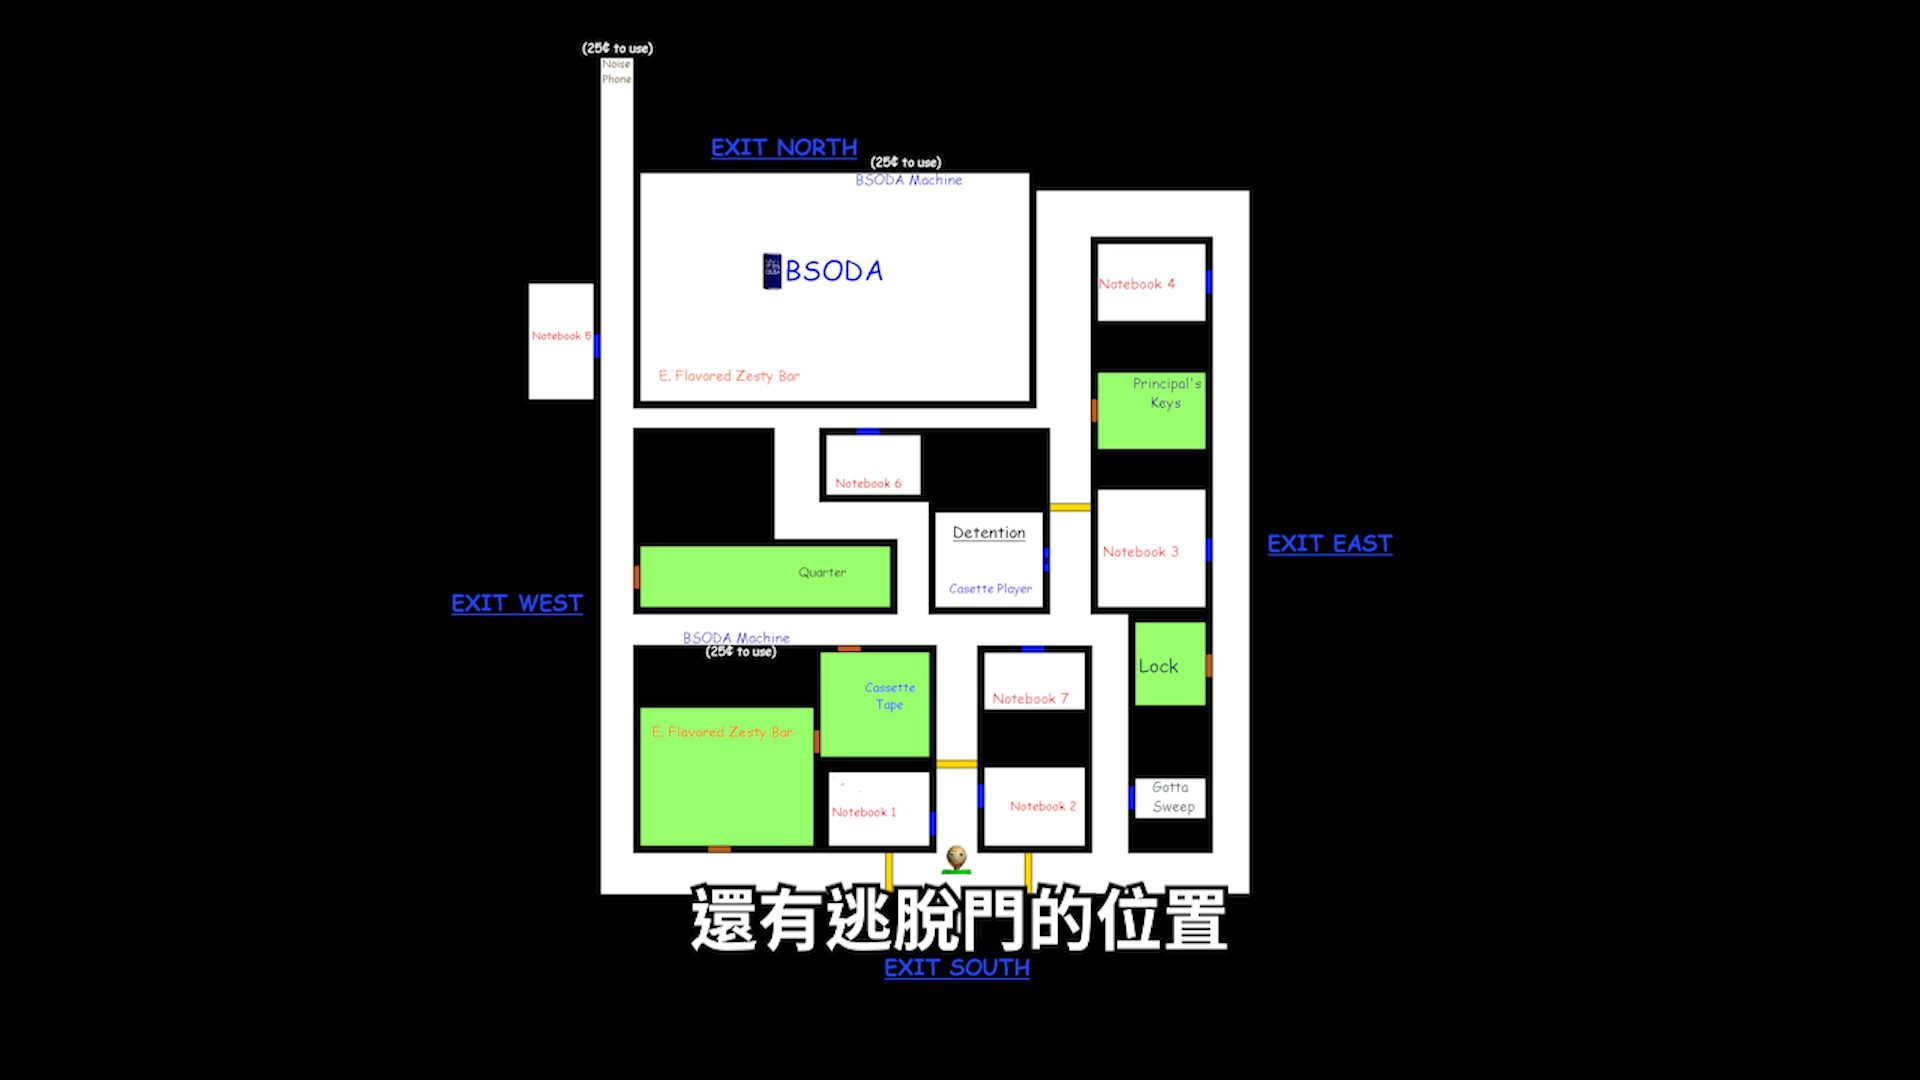 (25¢ to use)
Noise
Phone
EXIT NORTH
(25¢ to use)
BSODA Machine
BSODA
Notebook 4
Notebook 5
E. Flavored Zesty Bar
Principal's
Keys
Notebook 6
Detention
Notebook 3
EXIT EAST
Quarter
Casette Player
EXIT WEST
BSODA Machine
(25¢ to use)
Lock
Cassette
Tape
Notebook 7
E. Flavored Zesty Bar
Gotta
Sweep
Notebook 1
Notebook 2
還有逃脫門的位置
EXIT SOUTH